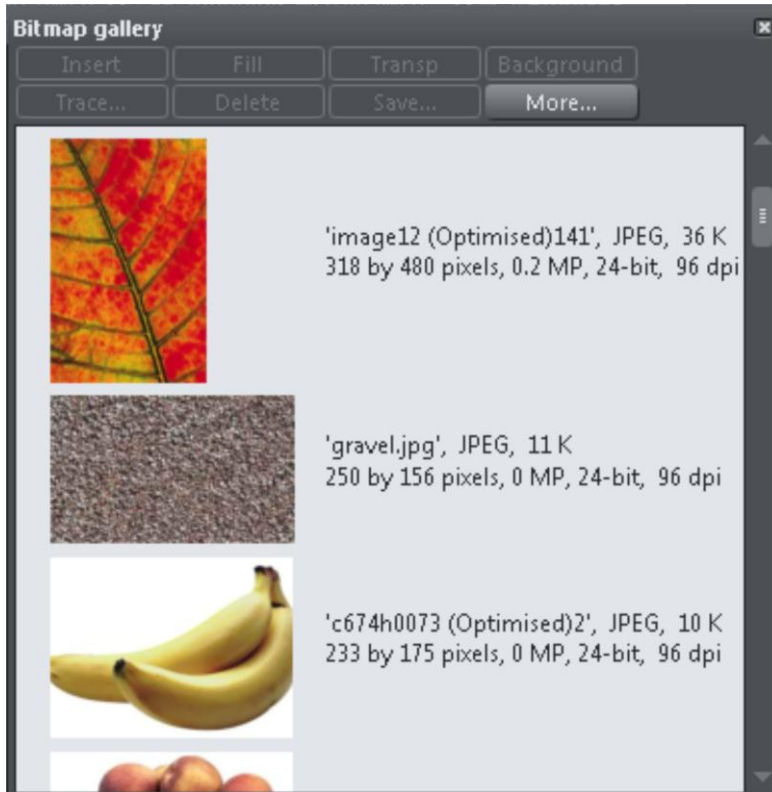 Bitmap gallery
Insert Fill Transp Background
Trace... Delete Save... More...
'image12 (Optimised)141', JPEG, 36 K
318 by 480 pixels, 0.2 MP, 24-bit, 96 dpi
'gravel.jpg', JPEG, 11 K
250 by 156 pixels, 0 MP, 24-bit, 96 dpi
'c674h0073 (Optimised)2', JPEG, 10 K
233 by 175 pixels, 0 MP, 24-bit, 96 dpi